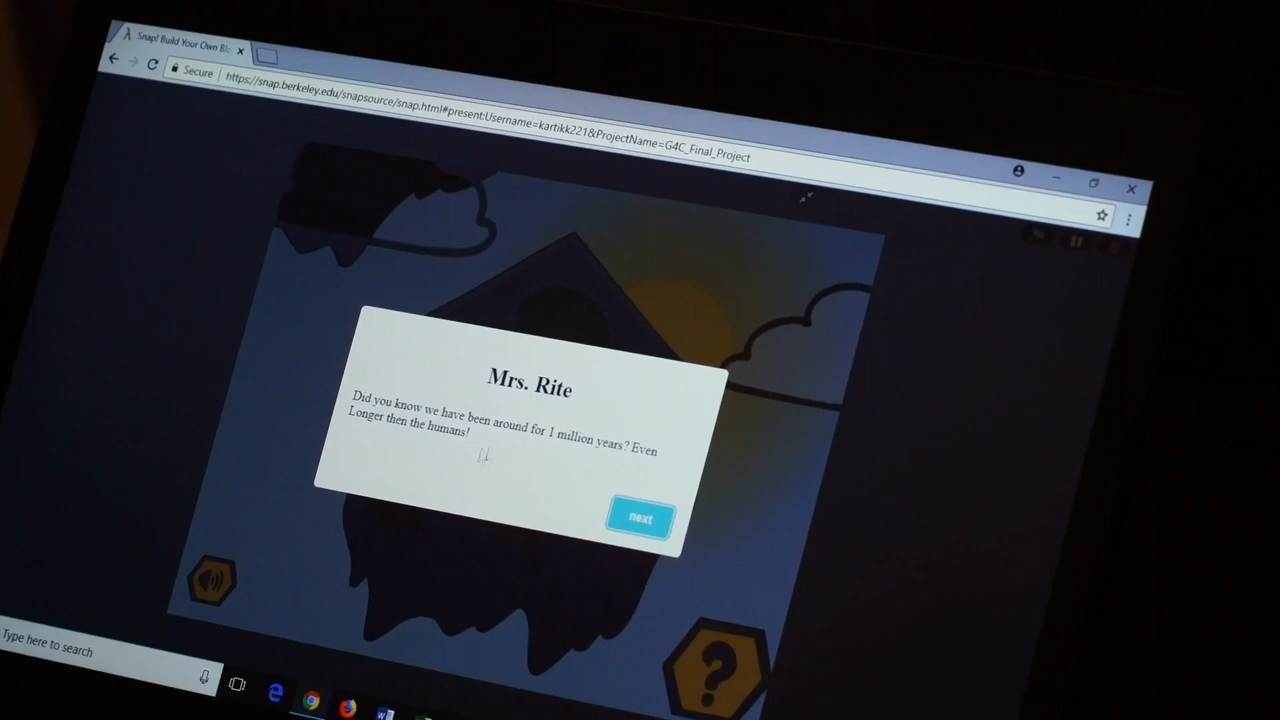 Snap! Build Your Own Blo
Secure
https://snap.berkeley.edu/snapsource/snap.html#present:Username=kartikk221&ProjectName=G4C_Final_Project
Mrs. Rite
Did you know we have been around for 1 million years? Even
Longer then the humans!
next
?
Type here to search